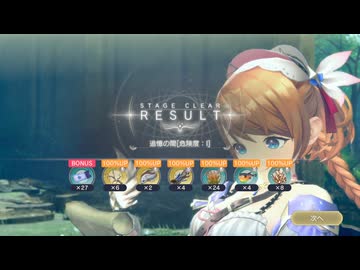 STAGE CLEAR
RESULT
追憶の間[危険度:I]
BONUS 100%UP 100%UP 100%UP 100%UP 100%UP 100%UP
×27 ×6 ×2 ×4 ×24 ×4 ×8
次へ